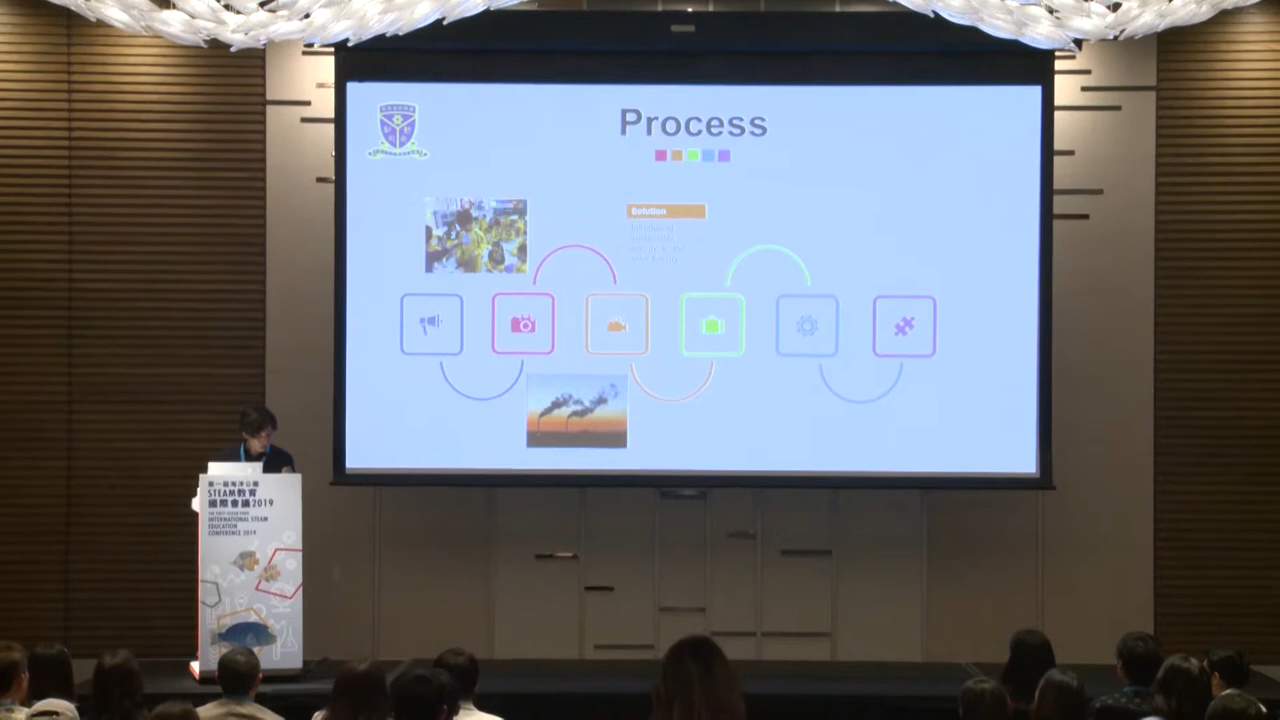 Process
Solution
第一屆海洋公園
STEAM教育
國際會議2019
THE FIRST OCEAN PARK
INTERNATIONAL STEAM
EDUCATION
CONFERENCE 2019